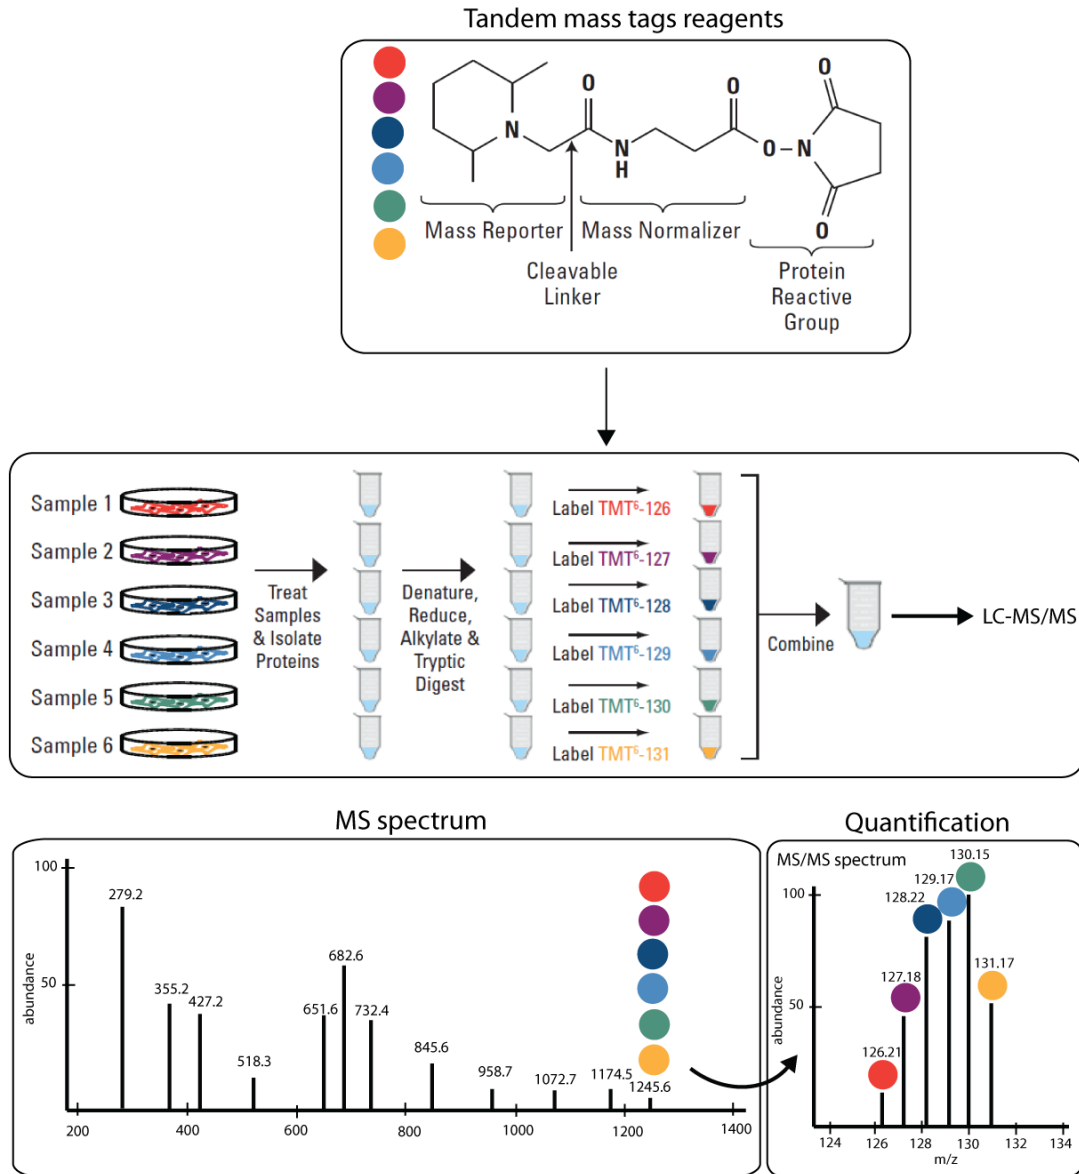 Tandem mass tags reagents
O
O
O
N
N
H
O
N
O
Mass Reporter
Mass Normalizer
Cleavable
Linker
Protein
Reactive
Group
Sample 1
Sample 2
Sample 3
Sample 4
Sample 5
Sample 6
Treat
Samples
& Isolate
Proteins
Denature,
Reduce,
Alkylate &
Tryptic
Digest
Label TMT⁶-126
Label TMT⁶-127
Label TMT⁶-128
Label TMT⁶-129
Label TMT⁶-130
Label TMT⁶-131
Combine
LC-MS/MS
MS spectrum
100
50
abundance
279.2
355.2
427.2
518.3
651.6
682.6
732.4
845.6
958.7
1072.7
1174.5
1245.6
200
400
600
800
1000
1200
1400
Quantification
MS/MS spectrum
100
50
abundance
126.21
127.18
128.22
129.17
130.15
131.17
124
126
128
130
132
134
m/z